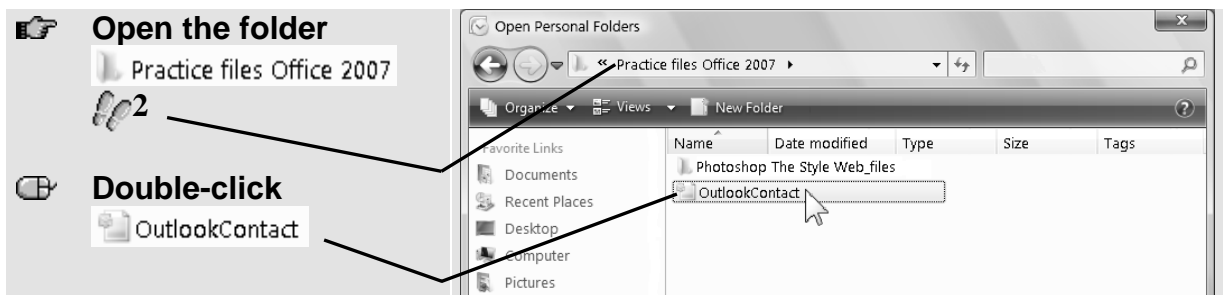 Open the folder
Practice files Office 2007
2
Double-click
OutlookContact
Open Personal Folders
« Practice files Office 2007
Organize Views New Folder
Favorite Links
Documents
Recent Places
Desktop
Computer
Pictures
Name Date modified Type Size Tags
Photoshop The Style Web_files
OutlookContact